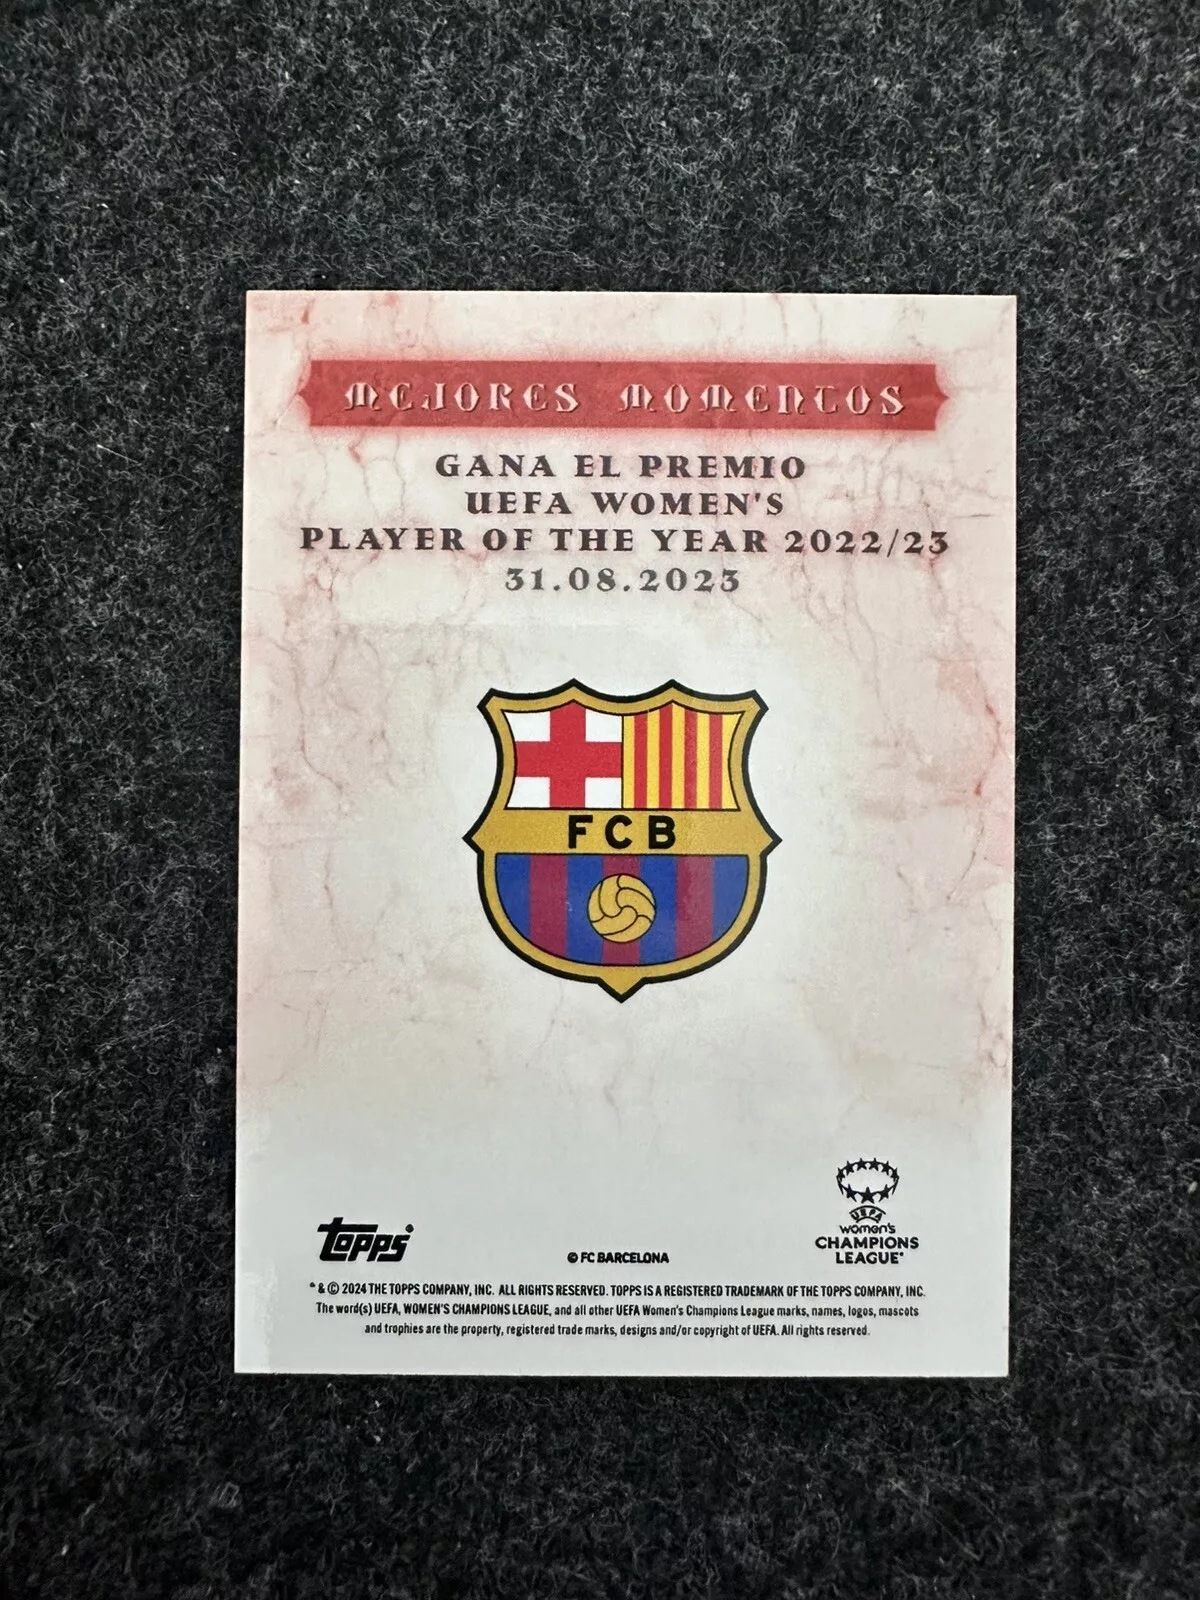 MEJORES MOMENTOS
GANA EL PREMIO
UEFA WOMEN'S
PLAYER OF THE YEAR 2022/23
31.08.2023
FCB
topps
© FC BARCELONA
UEFA
women's
CHAMPIONS
LEAGUE
® & © 2024 THE TOPPS COMPANY, INC. ALL RIGHTS RESERVED. TOPPS IS A REGISTERED TRADEMARK OF THE TOPPS COMPANY, INC.
The word(s) UEFA, WOMEN'S CHAMPIONS LEAGUE, and all other UEFA Women's Champions League marks, names, logos, mascots
and trophies are the property, registered trade marks, designs and/or copyright of UEFA. All rights reserved.